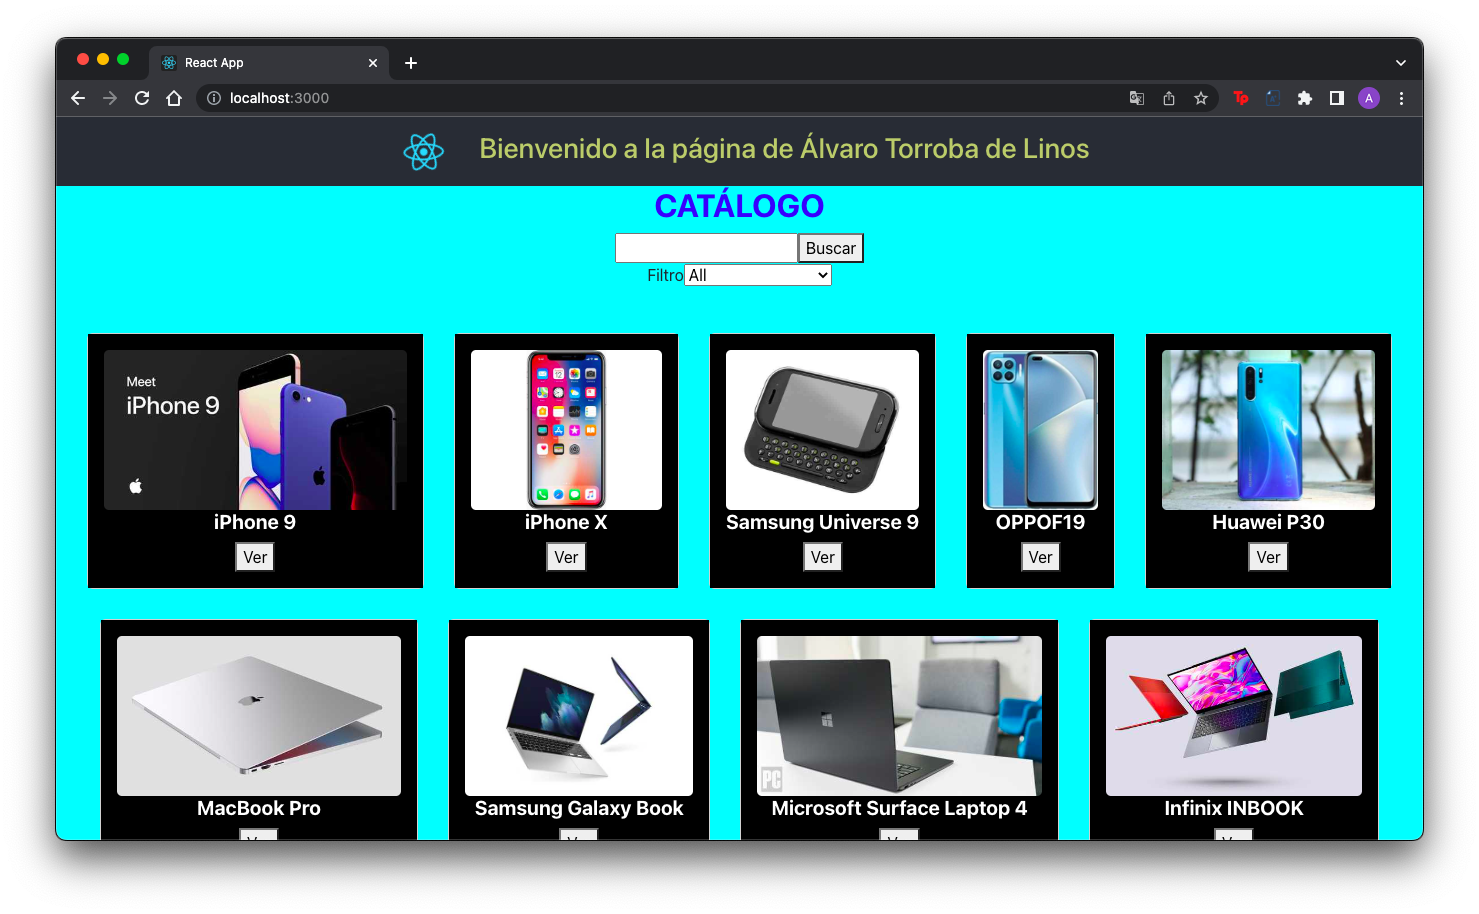 React App
localhost:3000
A
Bienvenido a la página de Álvaro Torroba de Linos
CATÁLOGO
Buscar
Filtro All
Meet
iPhone 9
iPhone 9
Ver
iPhone X
Ver
Samsung Universe 9
Ver
OPPOF19
Ver
Huawei P30
Ver
MacBook Pro
Samsung Galaxy Book
PC
Microsoft Surface Laptop 4
Infinix INBOOK